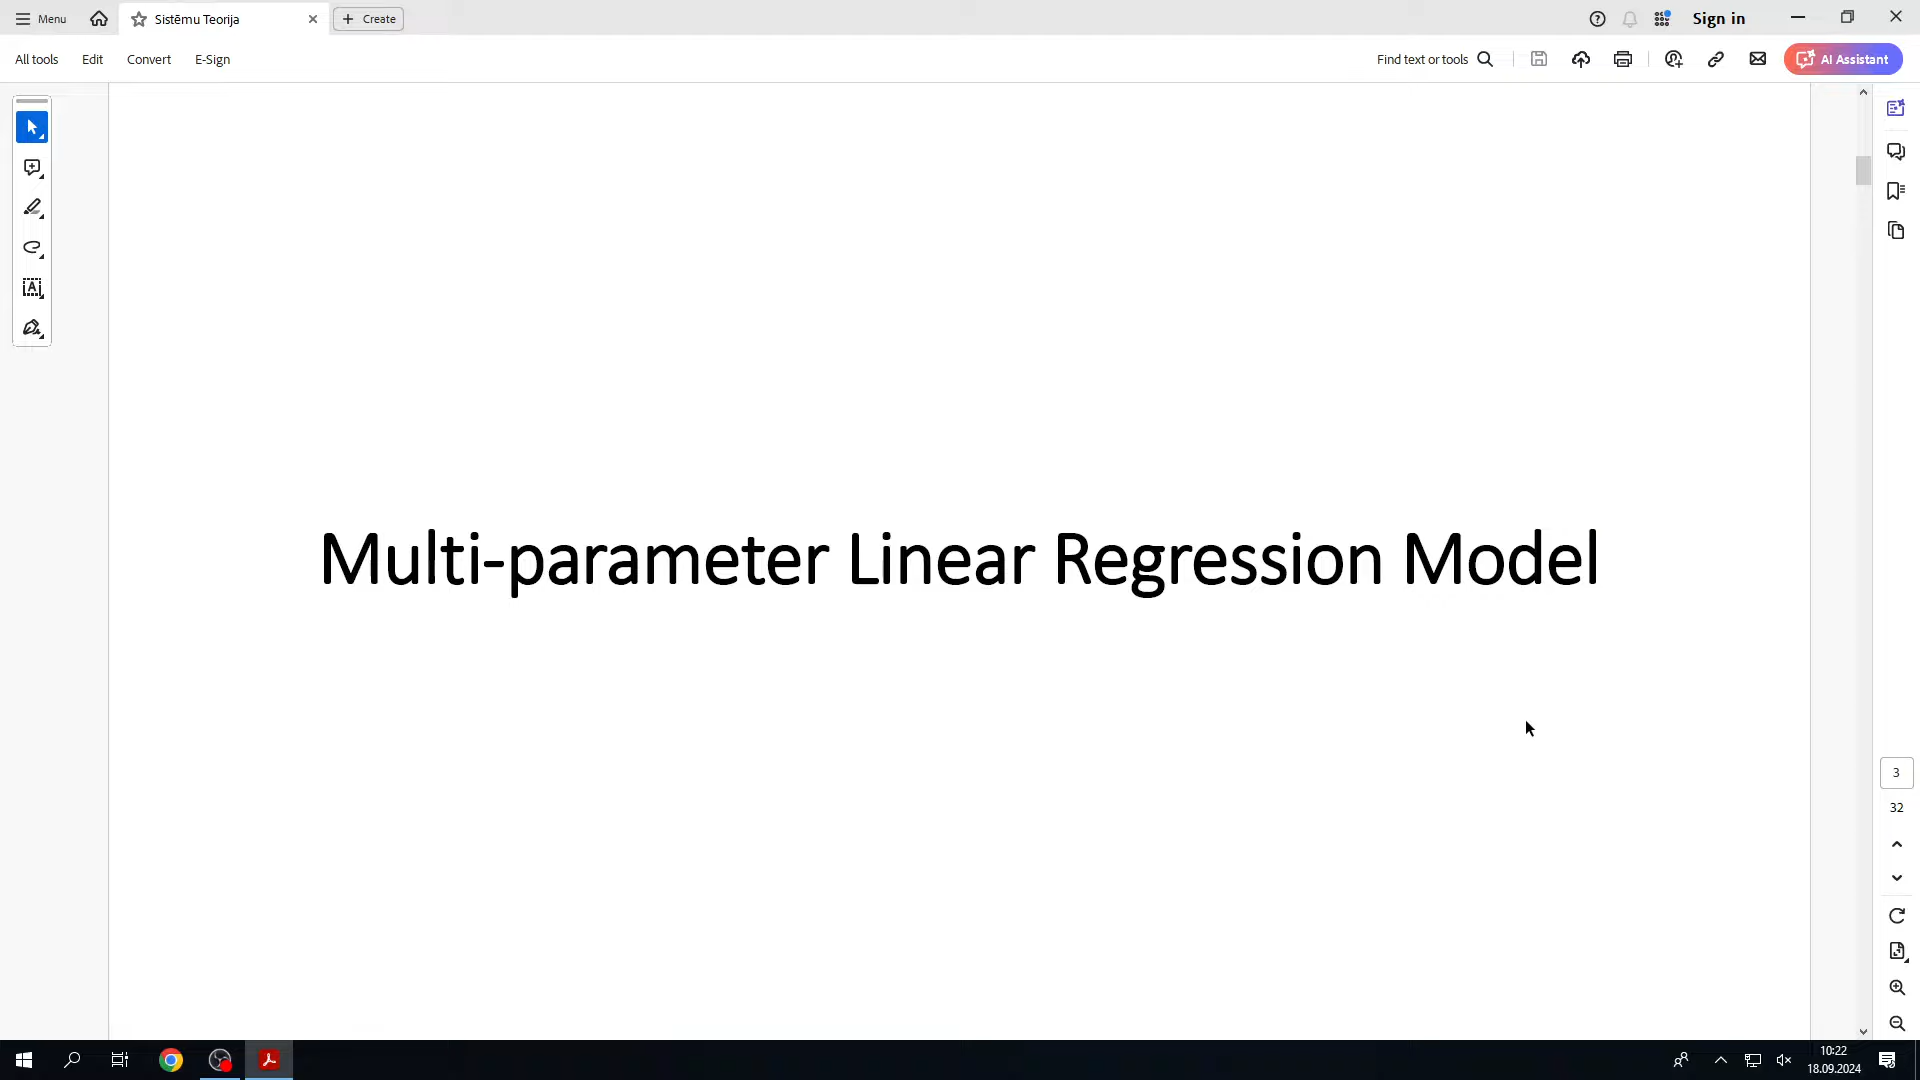 Menu
Sistēmu Teorija
Create
Sign in
All tools
Edit
Convert
E-Sign
Find text or tools
AI Assistant
Multi-parameter Linear Regression Model
3
32
10:22
18.09.2024